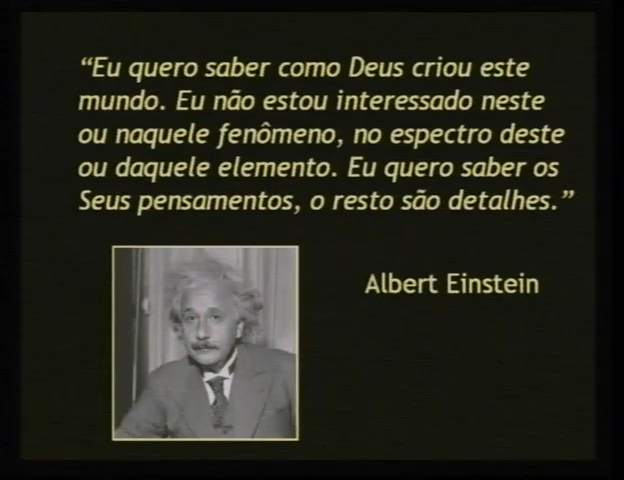 “Eu quero saber como Deus criou este
mundo. Eu não estou interessado neste
ou naquele fenômeno, no espectro deste
ou daquele elemento. Eu quero saber os
Seus pensamentos, o resto são detalhes.”
Albert Einstein